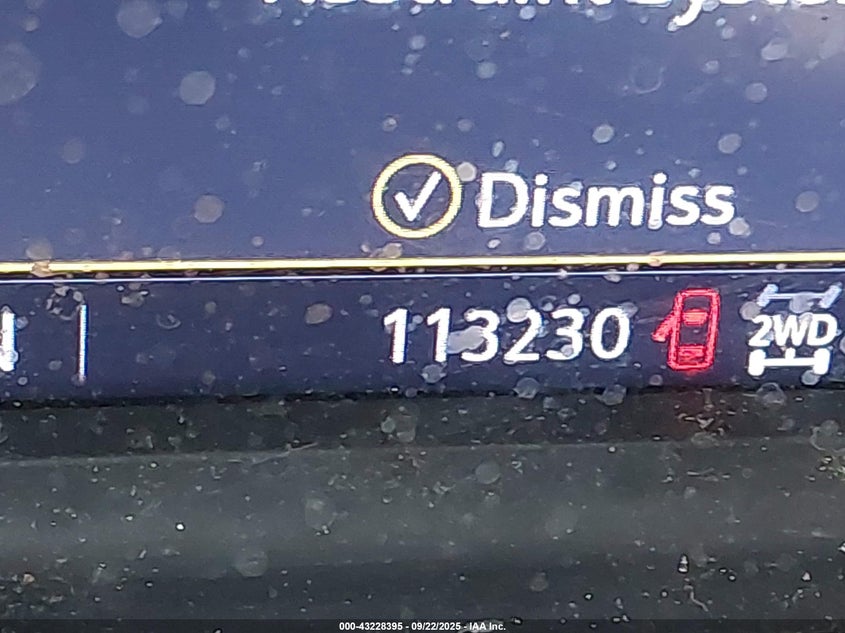 Dismiss
113230
2WD
000-43228395 - 09/22/2025 - IAA Inc.